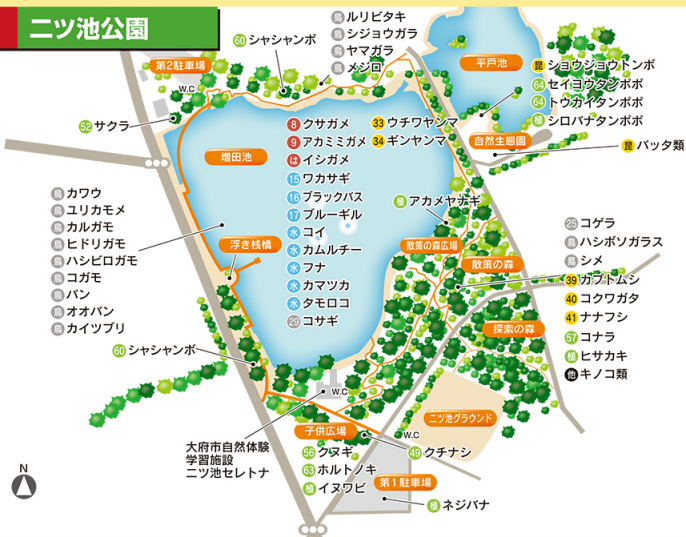 二ツ池公園
鳥 ルリビタキ
鳥 シジョウガラ
鳥 ヤマガラ
鳥 メジロ
60 シャシャンボ
第2駐車場
W.C
52 サクラ
平戸池
昆 ショウジョウトンボ
64 セイヨウタンポポ
64 トウカイタンポポ
植 シロバナタンポポ
自然生態園
昆 バッタ類
増田池
8 クサガメ
9 アカミミガメ
は イシガメ
15 ワカサギ
16 ブラックバス
17 ブルーギル
水 コイ
水 カムルチー
水 フナ
水 カマツカ
水 タモロコ
29 コサギ
33 ウチワヤンマ
34 ギンヤンマ
植 アカメヤナギ
鳥 カワウ
鳥 ユリカモメ
鳥 カルガモ
鳥 ヒドリガモ
鳥 ハシビロガモ
鳥 コガモ
鳥 バン
鳥 オオバン
鳥 カイツブリ
浮き桟橋
散策の森広場
散策の森
探索の森
25 コゲラ
鳥 ハシボソガラス
鳥 シメ
39 カブトムシ
40 コクワガタ
41 ナナフシ
57 コナラ
植 ヒサカキ
他 キノコ類
60 シャシャンボ
W.C
大府市自然体験
学習施設
二ツ池セレトナ
子供広場
56 クヌギ
63 ホルトノキ
植 イヌワビ
二ツ池グラウンド
W.C
49 クチナシ
第1駐車場
植 ネジバナ
N